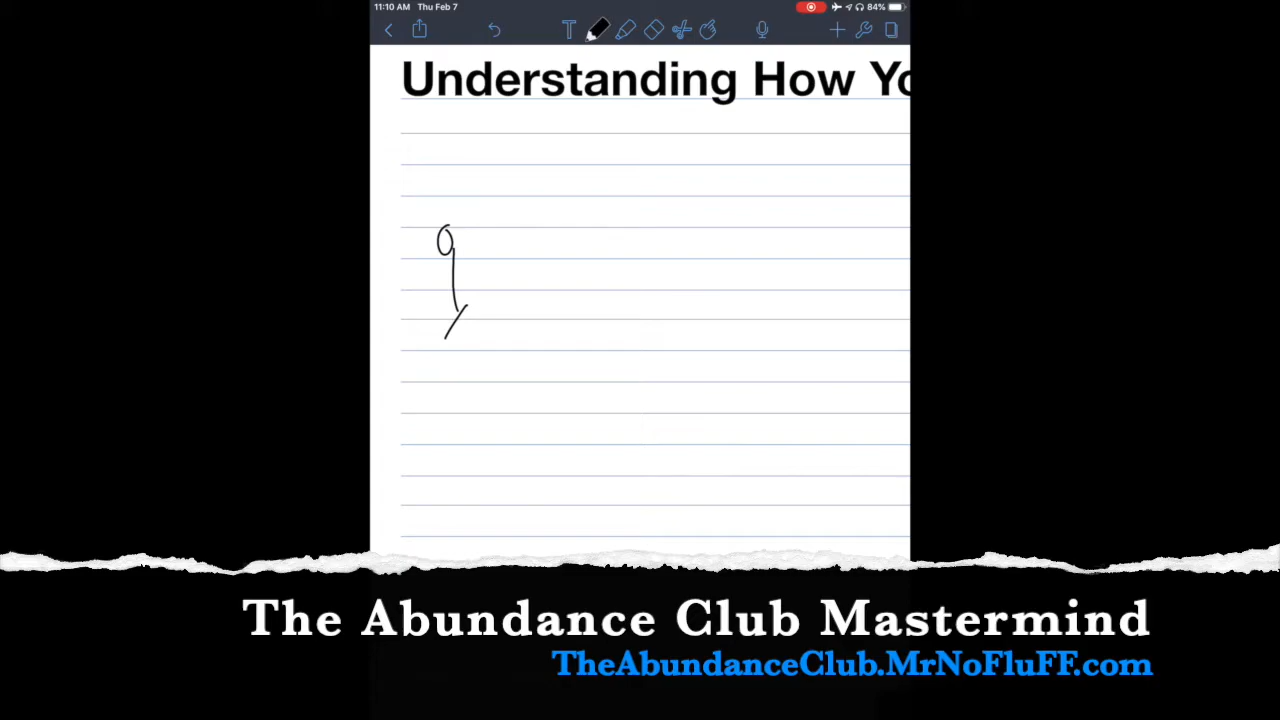 11:10 AM Thu Feb 7 84%
T
Understanding How Yo
The Abundance Club Mastermind
TheAbundanceClub.MrNoFluFF.com